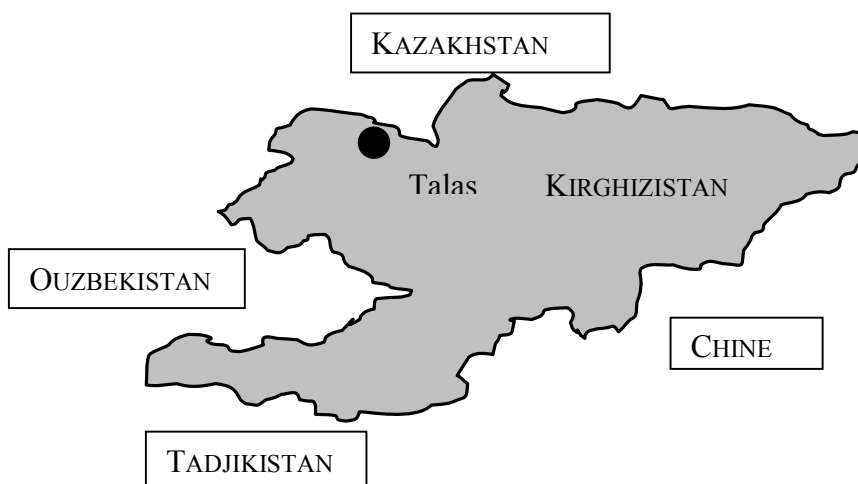 KAZAKHSTAN
Talas KIRGHIZISTAN
OUZBEKISTAN
CHINE
TADJIKISTAN